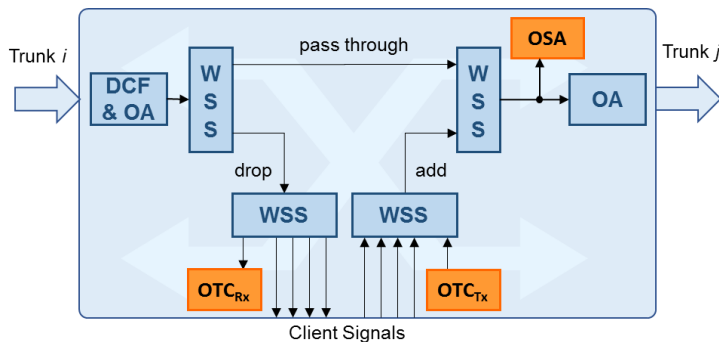 Trunk i
DCF
& OA
W
S
S
pass through
W
S
S
OSA
OA
Trunk j
drop
add
WSS
WSS
OTCRx
OTCTx
Client Signals